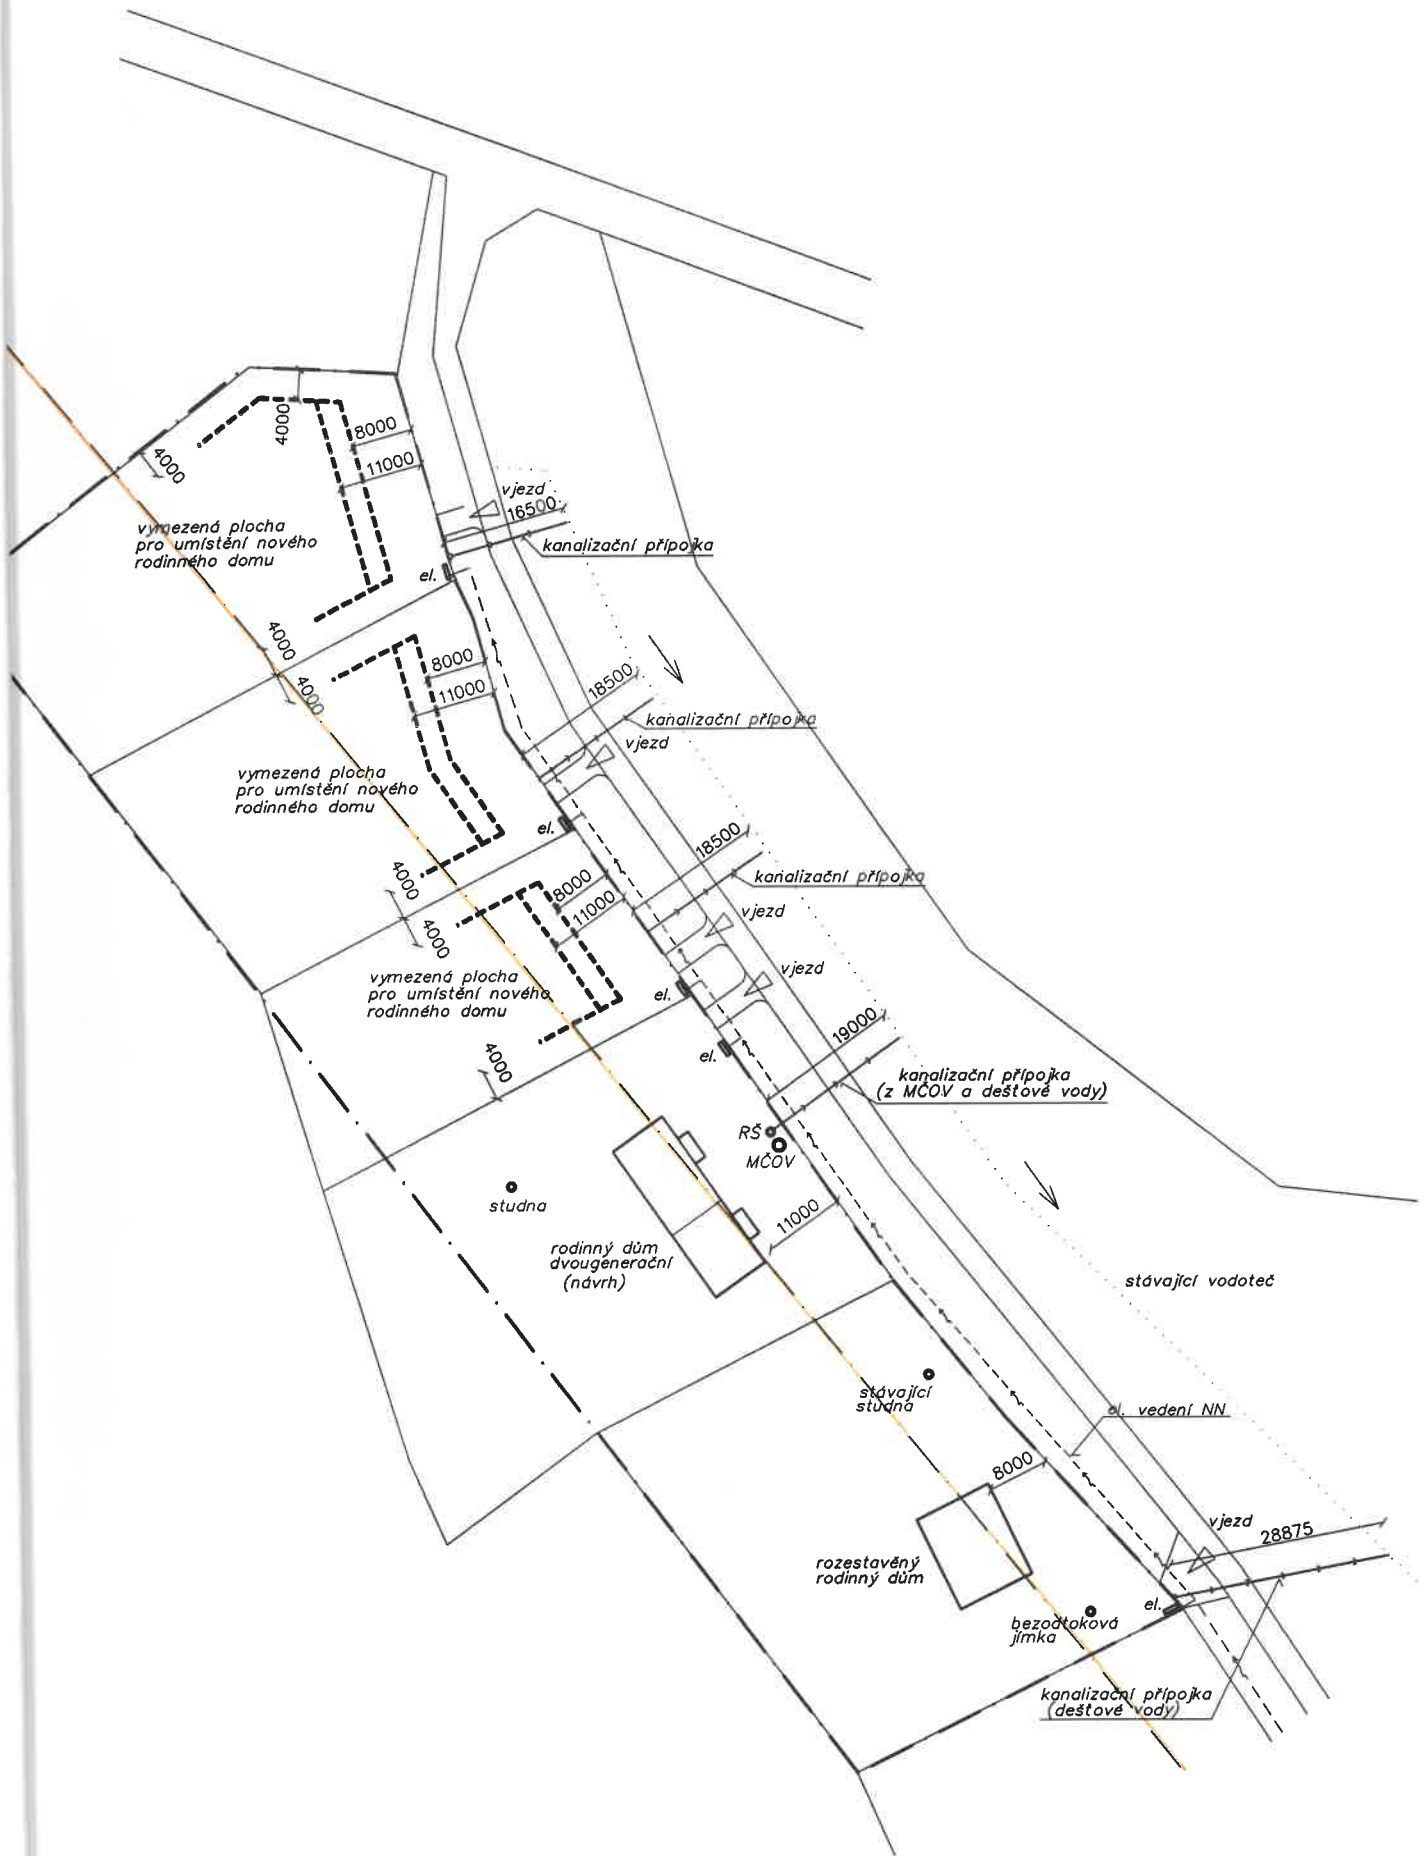 4000
8000
4000
11000
vjezd
16500
vymezená plocha
pro umístění nového
rodinného domu
kanalizační přípojka
el.
4000
8000
4000
11000
18500
kanalizační přípojka
vjezd
vymezená plocha
pro umístění nového
rodinného domu
el.
18500
4000
8000
kanalizační přípojka
11000
vjezd
4000
vymezená plocha
pro umístění nového
rodinného domu
vjezd
el.
19000
4000
el.
kanalizační přípojka
(z MČOV a dešťové vody)
RŠ
MČOV
studna
11000
rodinný dům
dvougenerační
(návrh)
stávající vodoteč
stávající
studna
el. vedení NN
8000
vjezd
28875
rozestavěný
rodinný dům
el.
bezodtoková
jímka
kanalizační přípojka
(dešťové vody)